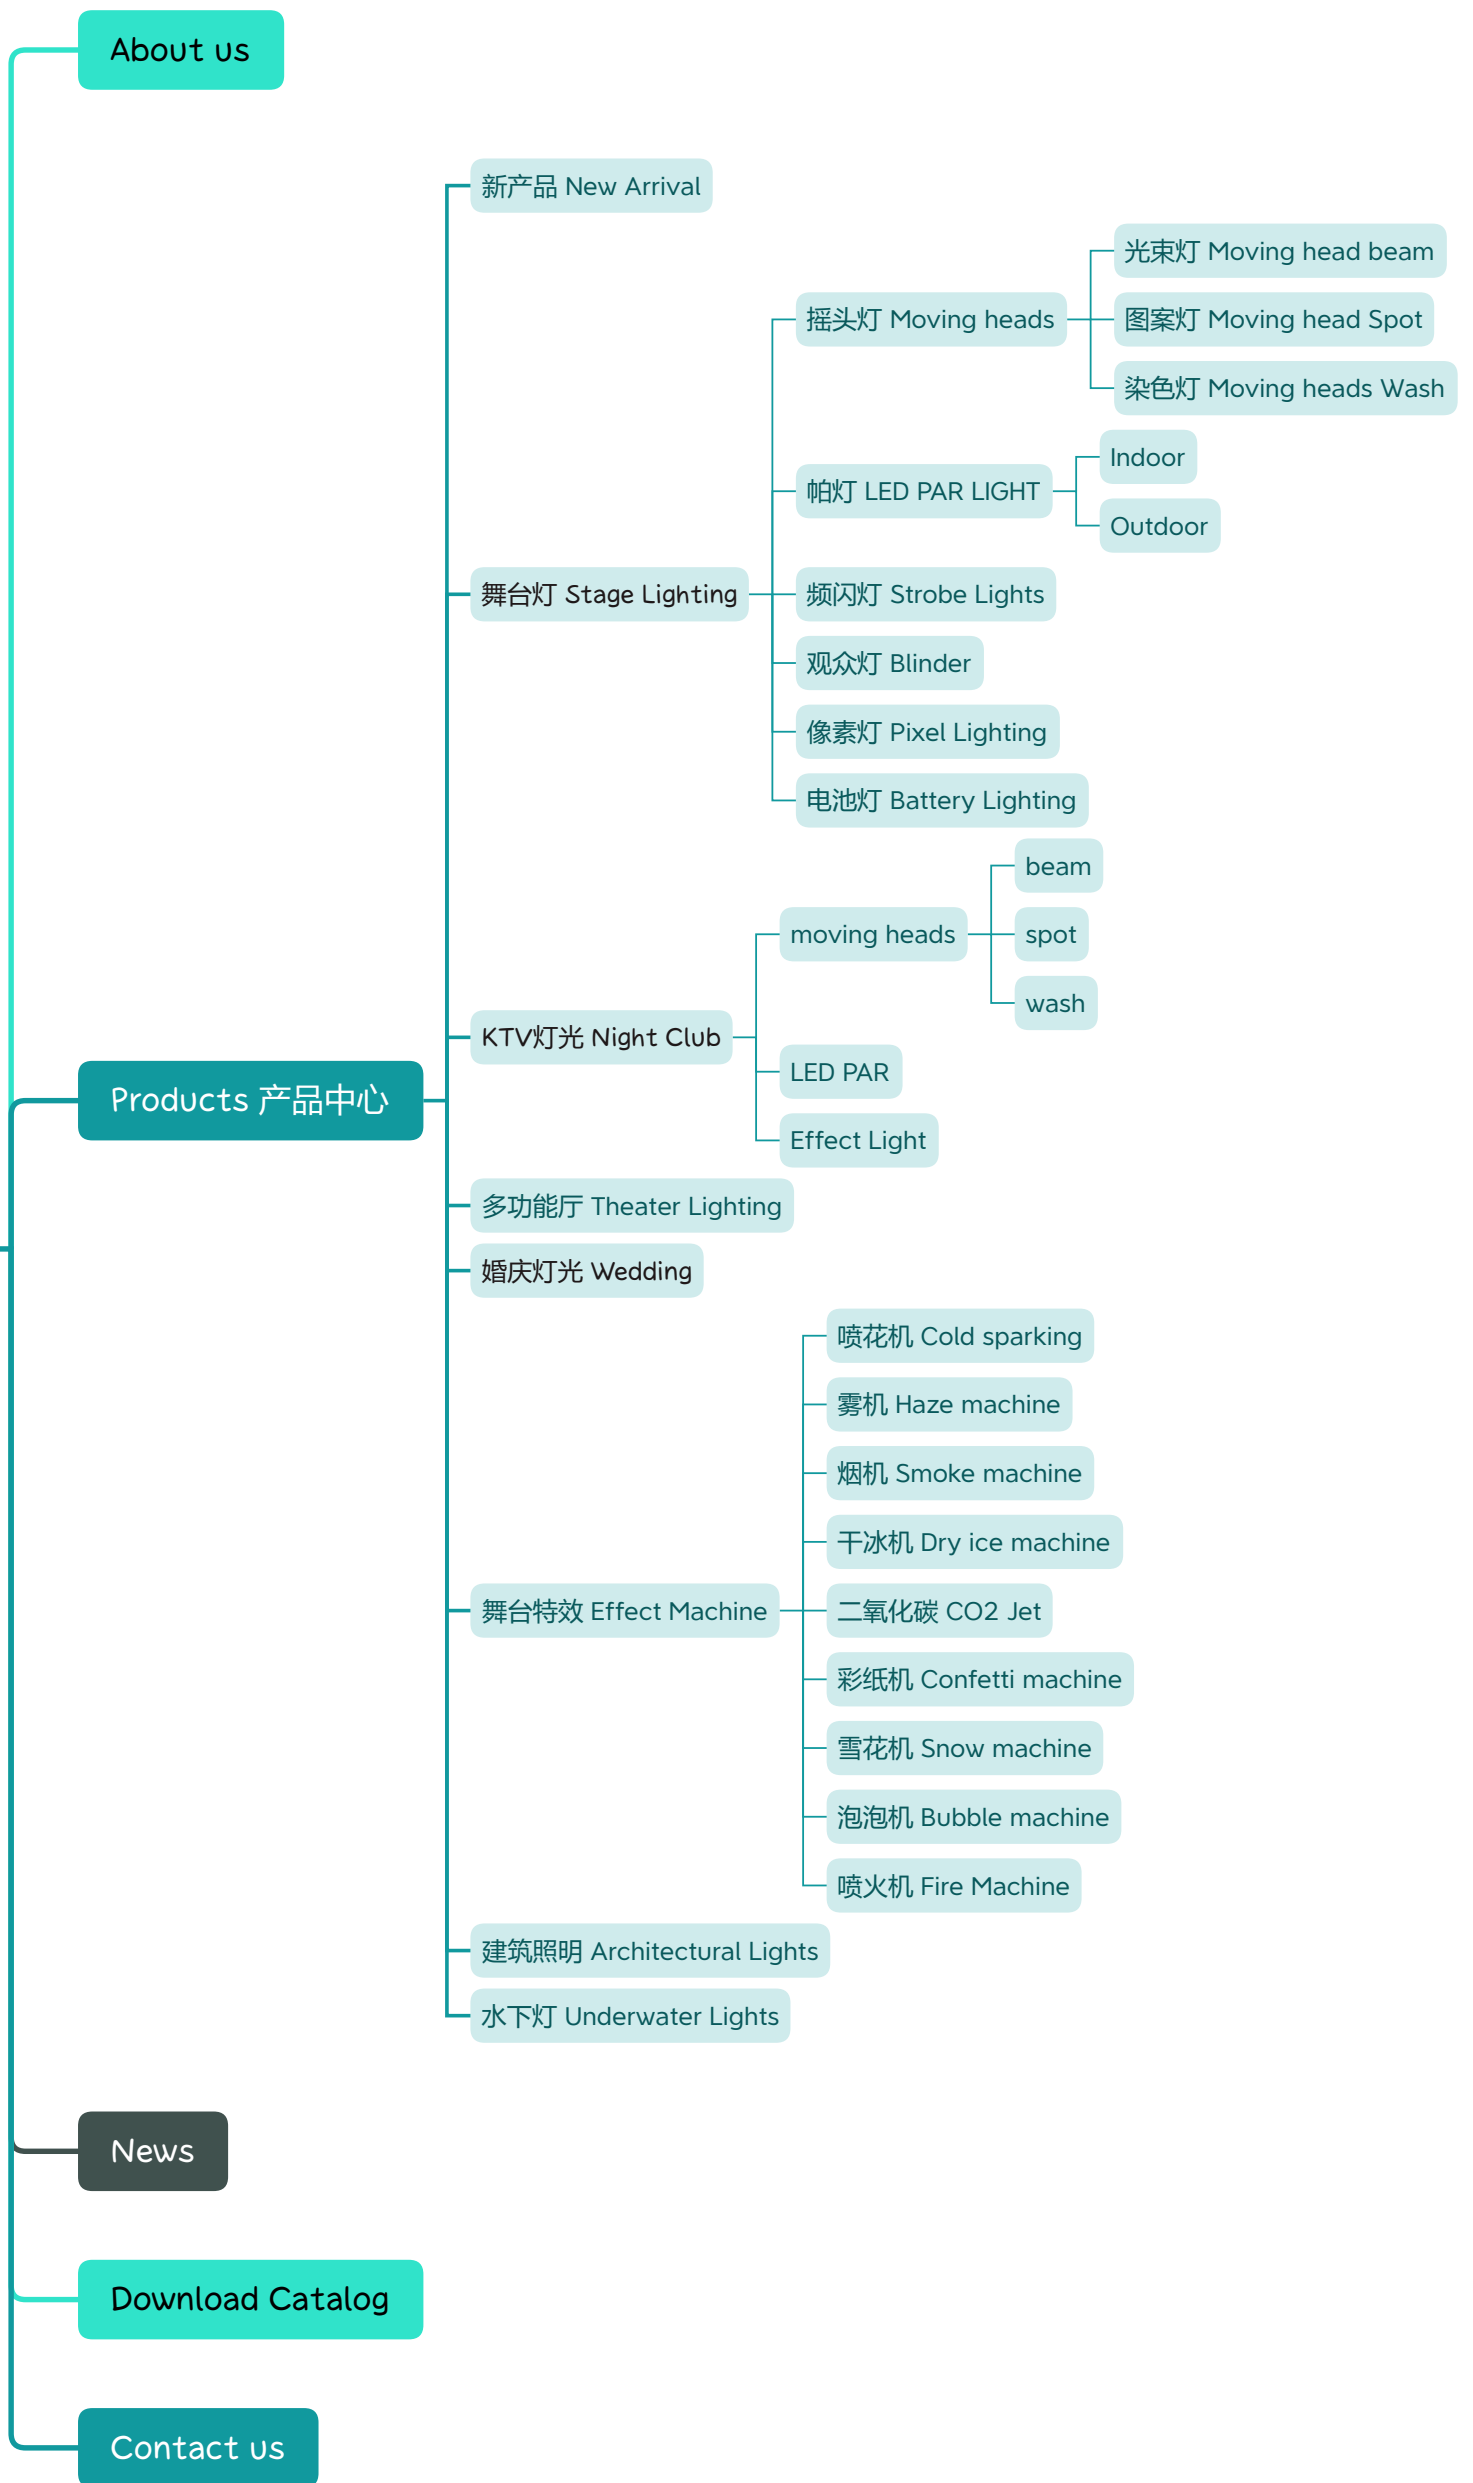 About us
新产品 New Arrival
光束灯 Moving head beam
摇头灯 Moving heads
图案灯 Moving head Spot
染色灯 Moving heads Wash
Indoor
帕灯 LED PAR LIGHT
Outdoor
舞台灯 Stage Lighting
频闪灯 Strobe Lights
观众灯 Blinder
像素灯 Pixel Lighting
电池灯 Battery Lighting
beam
moving heads
spot
wash
KTV灯光 Night Club
LED PAR
Products 产品中心
Effect Light
多功能厅 Theater Lighting
婚庆灯光 Wedding
喷花机 Cold sparking
雾机 Haze machine
烟机 Smoke machine
干冰机 Dry ice machine
舞台特效 Effect Machine
二氧化碳 CO2 Jet
彩纸机 Confetti machine
雪花机 Snow machine
泡泡机 Bubble machine
喷火机 Fire Machine
建筑照明 Architectural Lights
水下灯 Underwater Lights
News
Download Catalog
Contact us